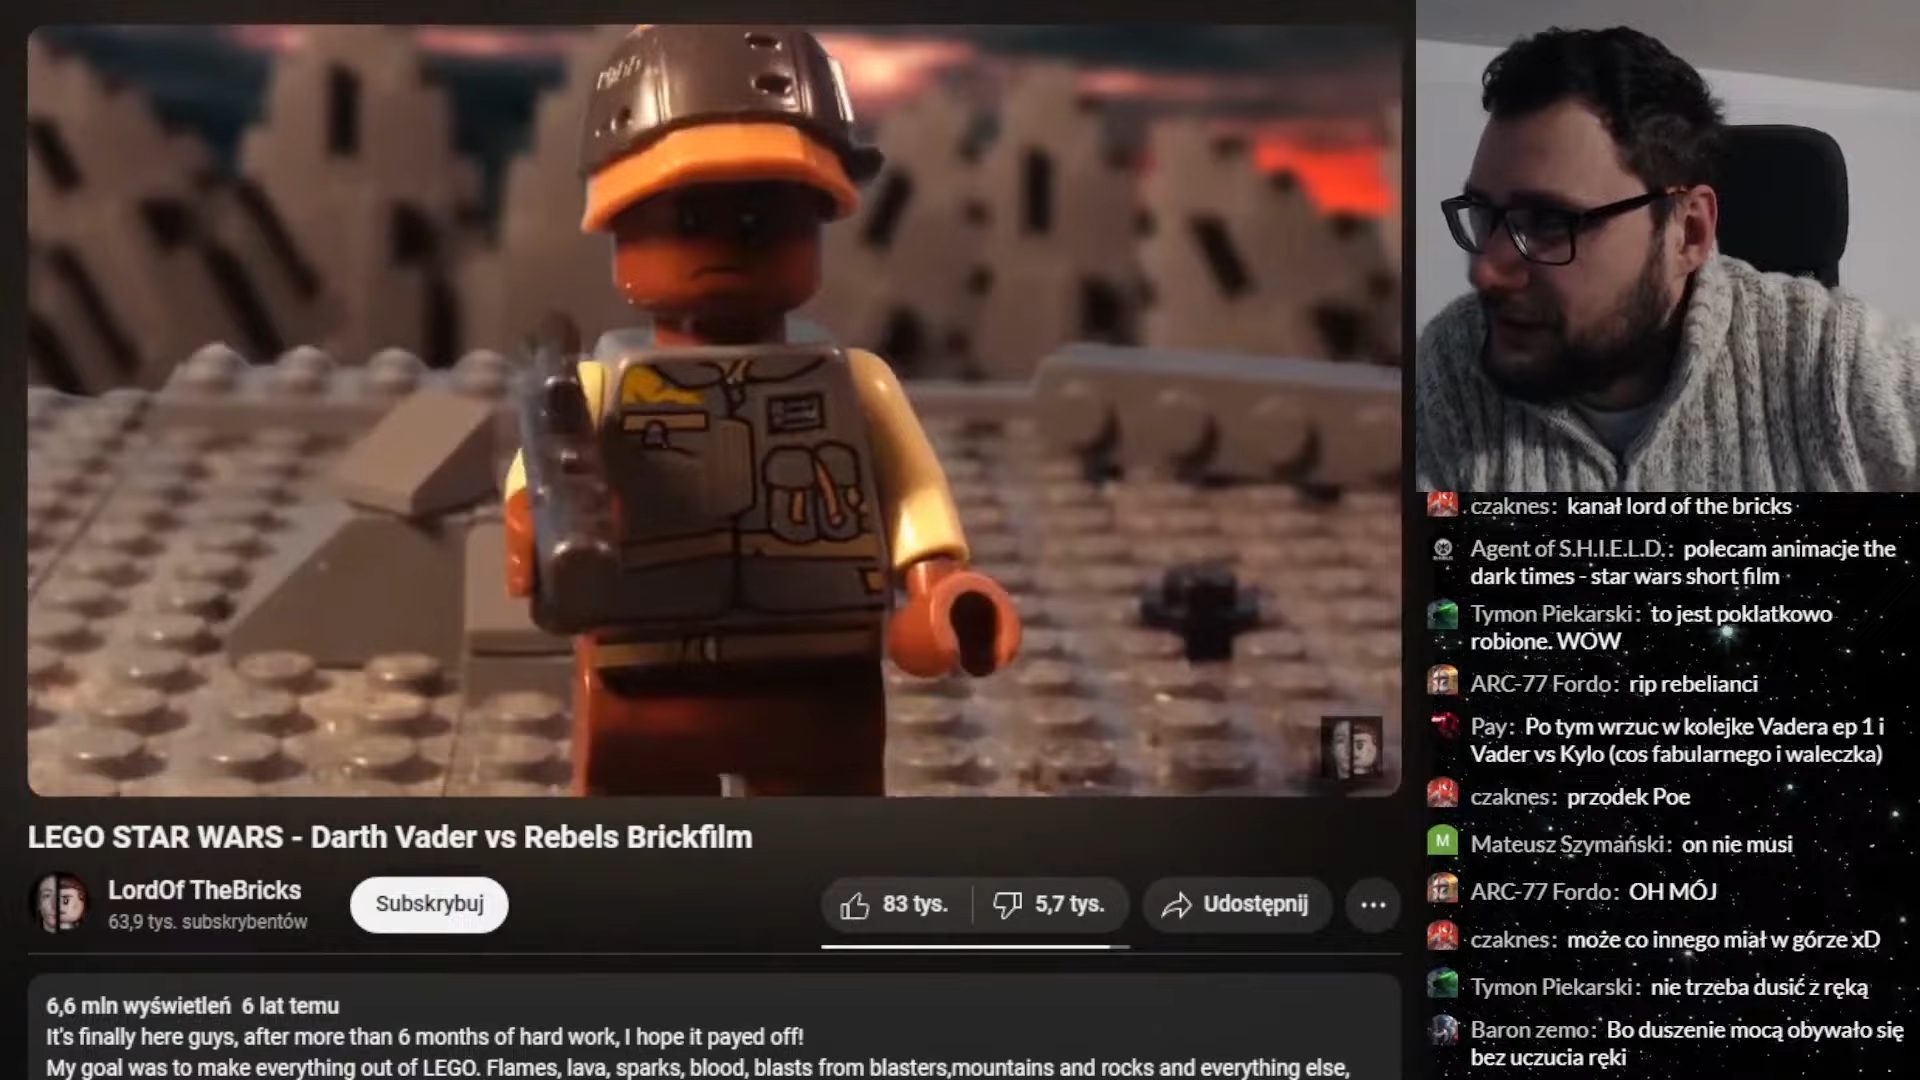 LEGO STAR WARS - Darth Vader vs Rebels Brickfilm
LordOf TheBricks
63,9 tys. subskrybentów
Subskrybuj
83 tys.
5,7 tys.
Udostępnij
6,6 mln wyświetleń 6 lat temu
It's finally here guys, after more than 6 months of hard work, I hope it payed off!
My goal was to make everything out of LEGO. Flames, lava, sparks, blood, blasts from blasters,mountains and rocks and everything else,
czaknes: kanał lord of the bricks
Agent of S.H.I.E.L.D.: polecam animacje the
dark times - star wars short film
Tymon Piekarski: to jest poklatkowo
robione. WOW
ARC-77 Fordo: rip rebelianci
Pay: Po tym wrzuc w kolejke Vadera ep 1 i
Vader vs Kylo (cos fabularnego i waleczka)
czaknes: przodek Poe
M
Mateusz Szymański: on nie musi
ARC-77 Fordo: OH MÓJ
czaknes: może co innego miał w górze xD
Tymon Piekarski: nie trzeba dusić z ręką
Baron zemo: Bo duszenie mocą obywało się
bez uczucia ręki